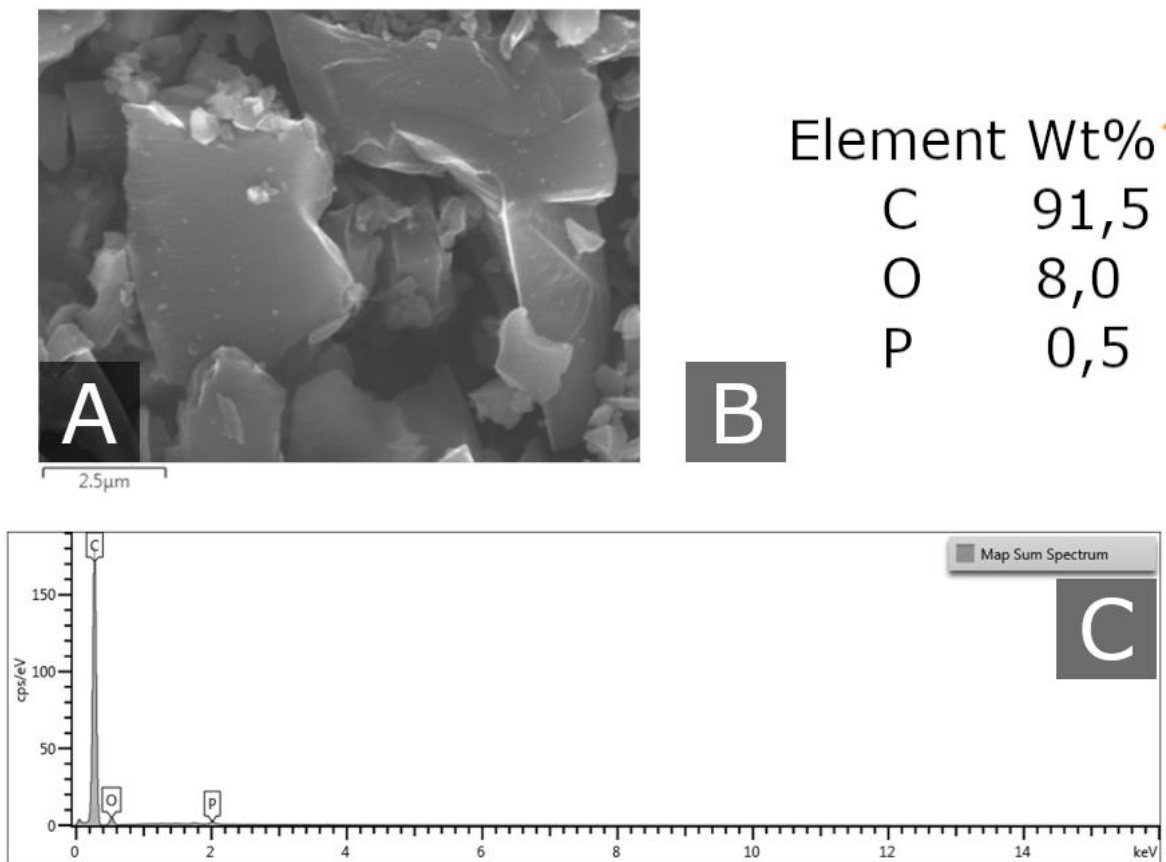 A
2.5μm
Element Wt%
C 91,5
O 8,0
P 0,5
B
Map Sum Spectrum
C
cps/eV
150
100
50
0
C
O
P
0 2 4 6 8 10 12 14 keV